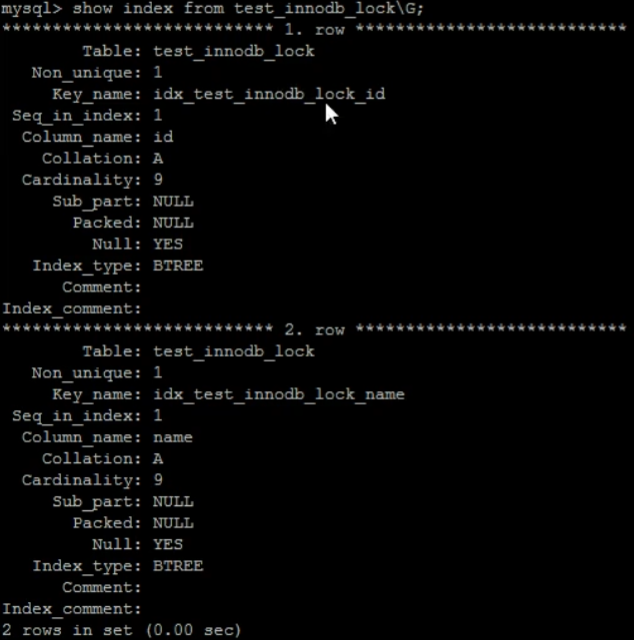 mysql> show index from test_innodb_lock\G;
*************************** 1. row ***************************
Table: test_innodb_lock
Non_unique: 1
Key_name: idx_test_innodb_lock_id
Seq_in_index: 1
Column_name: id
Collation: A
Cardinality: 9
Sub_part: NULL
Packed: NULL
Null: YES
Index_type: BTREE
Comment:
Index_comment:
*************************** 2. row ***************************
Table: test_innodb_lock
Non_unique: 1
Key_name: idx_test_innodb_lock_name
Seq_in_index: 1
Column_name: name
Collation: A
Cardinality: 9
Sub_part: NULL
Packed: NULL
Null: YES
Index_type: BTREE
Comment:
Index_comment:
2 rows in set (0.00 sec)